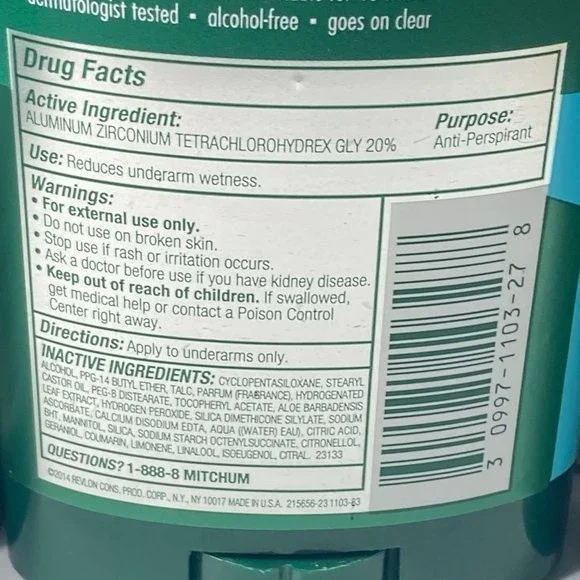 dermatologist tested ▪ alcohol-free ▪ goes on clear
Drug Facts
Active Ingredient:
ALUMINUM ZIRCONIUM TETRACHLOROHYDREX GLY 20%
Purpose:
Anti-Perspirant
Use: Reduces underarm wetness.
Warnings:
• For external use only.
• Do not use on broken skin.
• Stop use if rash or irritation occurs.
• Ask a doctor before use if you have kidney disease.
• Keep out of reach of children. If swallowed,
get medical help or contact a Poison Control
Center right away.
Directions: Apply to underarms only.
INACTIVE INGREDIENTS: CYCLOPENTASILOXANE, STEARYL
ALCOHOL, PPG-14 BUTYL ETHER, TALC, PARFUM (FRAGRANCE), HYDROGENATED
CASTOR OIL, PEG-8 DISTEARATE, TOCOPHERYL ACETATE, ALOE BARBADENSIS
LEAF EXTRACT, HYDROGEN PEROXIDE, SILICA DIMETHICONE SILYLATE, SODIUM
ASCORBATE, CALCIUM DISODIUM EDTA, AQUA ((WATER) EAU), CITRIC ACID,
BHT, MANNITOL, SILICA, SODIUM STARCH OCTENYLSUCCINATE, CITRONELLOL,
GERANIOL, COUMARIN, LIMONENE, LINALOOL, ISOEUGENOL, CITRAL. 23133
QUESTIONS? 1-888-8 MITCHUM
©2014 REVLON CONS. PROD. CORP., N.Y., NY 10017 MADE IN U.S.A. 215656-23 1103-83
3 0997-1103-27 8